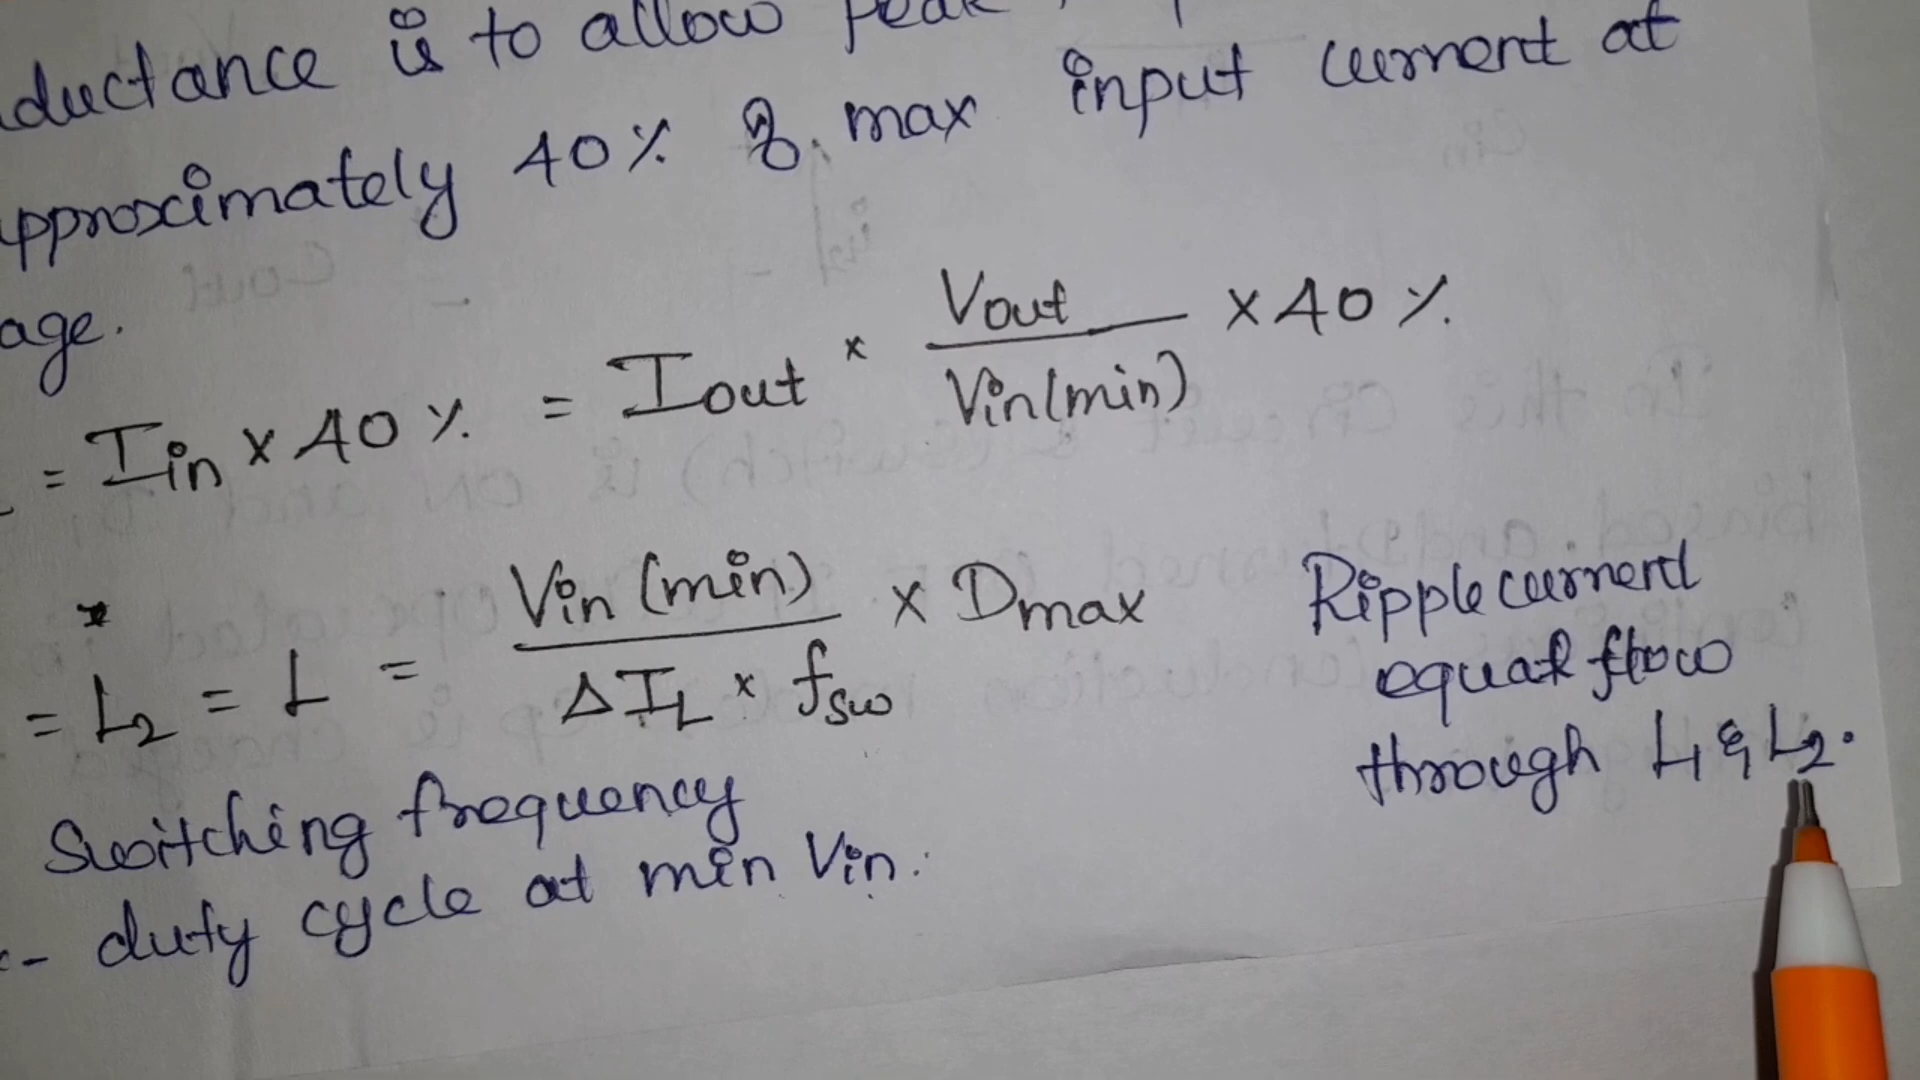 ductance is to allow peak
pproximately 40% of max input current at
age.
= Iin x 40% = Iout x Vout / Vin(min) x 40%
= L2 = L = Vin (min) / ΔIL x fsw x Dmax
Ripple current
equal flow
through L1 & L2.
Switching frequency
- duty cycle at min Vin.